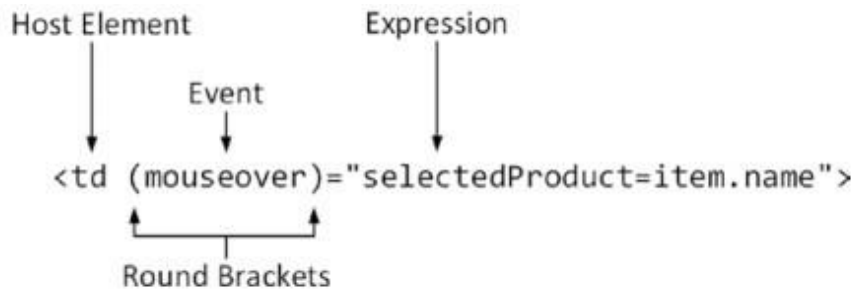 Host Element Expression
Event
<td (mouseover)="selectedProduct=item.name">
Round Brackets